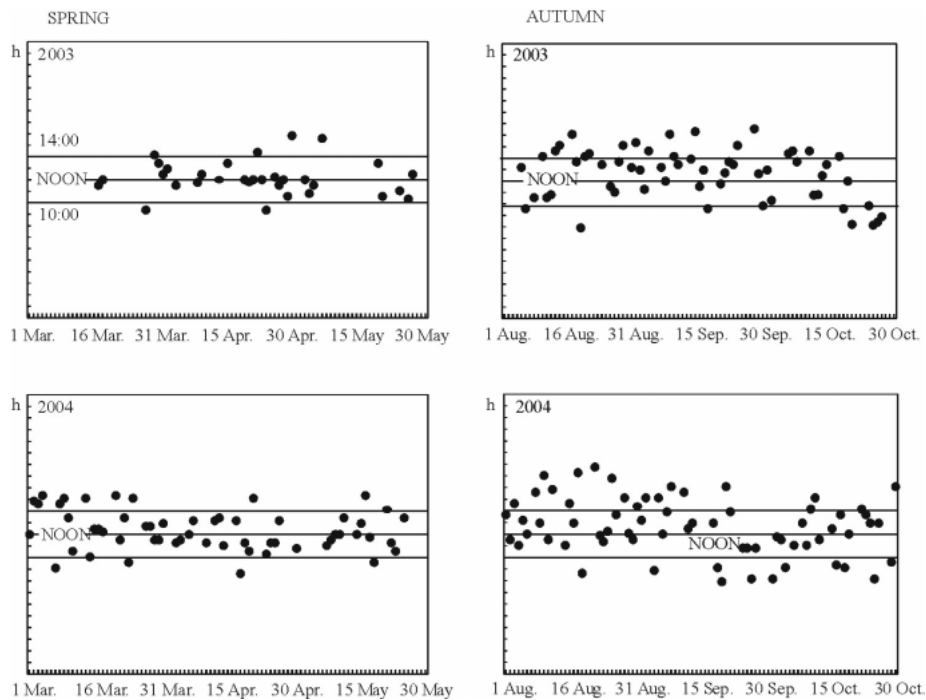 SPRING
h 2003
14:00
NOON
10:00
1 Mar. 16 Mar. 31 Mar. 15 Apr. 30 Apr. 15 May 30 May
AUTUMN
h 2003
NOON
1 Aug. 16 Aug. 31 Aug. 15 Sep. 30 Sep. 15 Oct. 30 Oct.
h 2004
NOON
1 Mar. 16 Mar. 31 Mar. 15 Apr. 30 Apr. 15 May 30 May
h 2004
NOON
1 Aug. 16 Aug. 31 Aug. 15 Sep. 30 Sep. 15 Oct. 30 Oct.